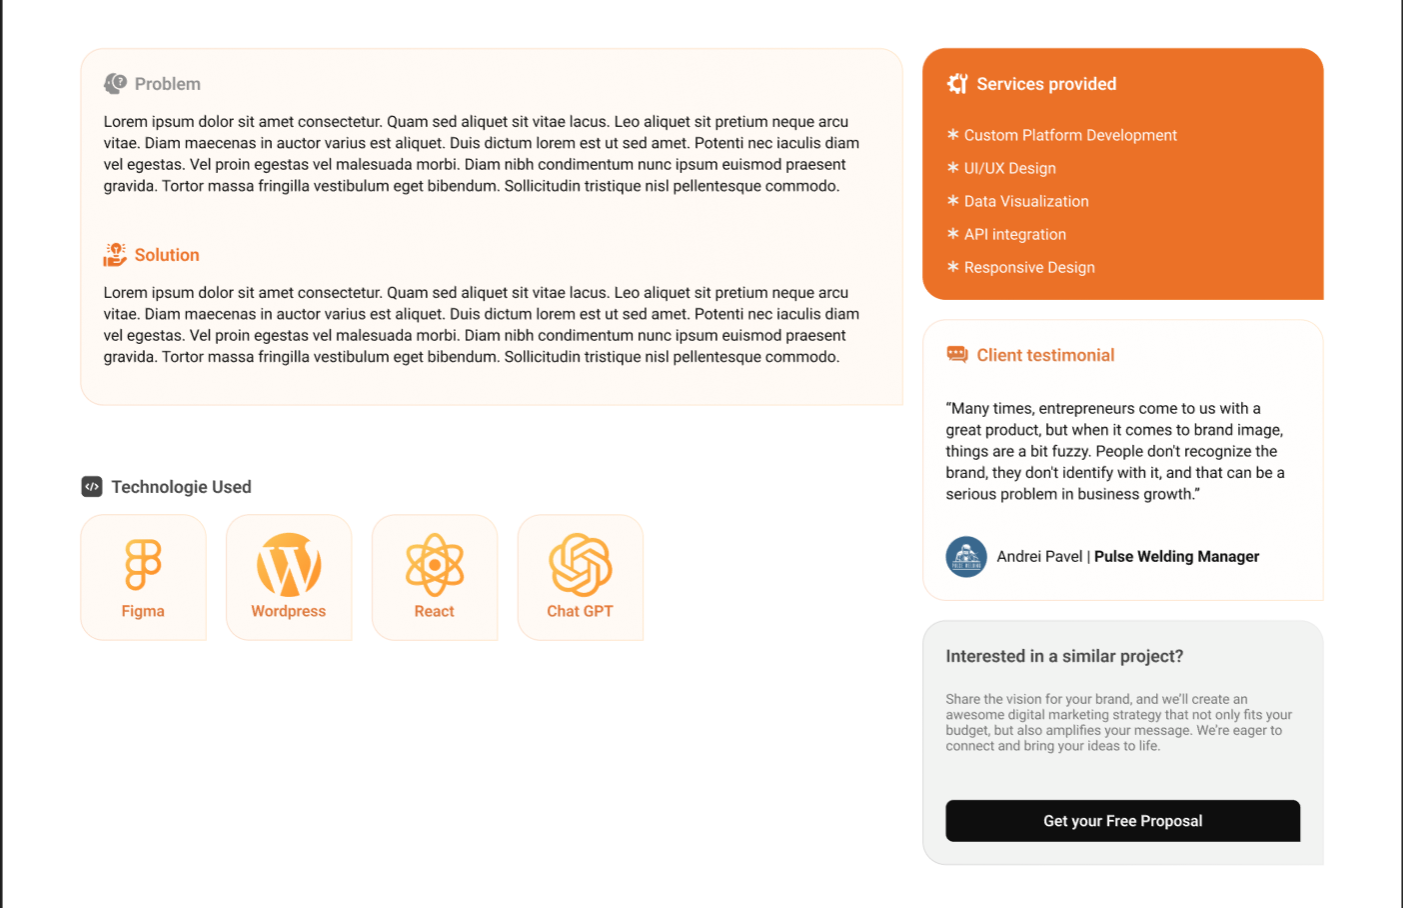 Problem
Lorem ipsum dolor sit amet consectetur. Quam sed aliquet sit vitae lacus. Leo aliquet sit pretium neque arcu
vitae. Diam maecenas in auctor varius est aliquet. Duis dictum lorem est ut sed amet. Potenti nec iaculis diam
vel egestas. Vel proin egestas vel malesuada morbi. Diam nibh condimentum nunc ipsum euismod praesent
gravida. Tortor massa fringilla vestibulum eget bibendum. Sollicitudin tristique nisl pellentesque commodo.
Solution
Lorem ipsum dolor sit amet consectetur. Quam sed aliquet sit vitae lacus. Leo aliquet sit pretium neque arcu
vitae. Diam maecenas in auctor varius est aliquet. Duis dictum lorem est ut sed amet. Potenti nec iaculis diam
vel egestas. Vel proin egestas vel malesuada morbi. Diam nibh condimentum nunc ipsum euismod praesent
gravida. Tortor massa fringilla vestibulum eget bibendum. Sollicitudin tristique nisl pellentesque commodo.
Technologie Used
Figma
Wordpress
React
Chat GPT
Services provided
* Custom Platform Development
* UI/UX Design
* Data Visualization
* API integration
* Responsive Design
Client testimonial
“Many times, entrepreneurs come to us with a
great product, but when it comes to brand image,
things are a bit fuzzy. People don't recognize the
brand, they don't identify with it, and that can be a
serious problem in business growth.”
PULSE WELDING
Andrei Pavel | Pulse Welding Manager
Interested in a similar project?
Share the vision for your brand, and we’ll create an
awesome digital marketing strategy that not only fits your
budget, but also amplifies your message. We’re eager to
connect and bring your ideas to life.
Get your Free Proposal